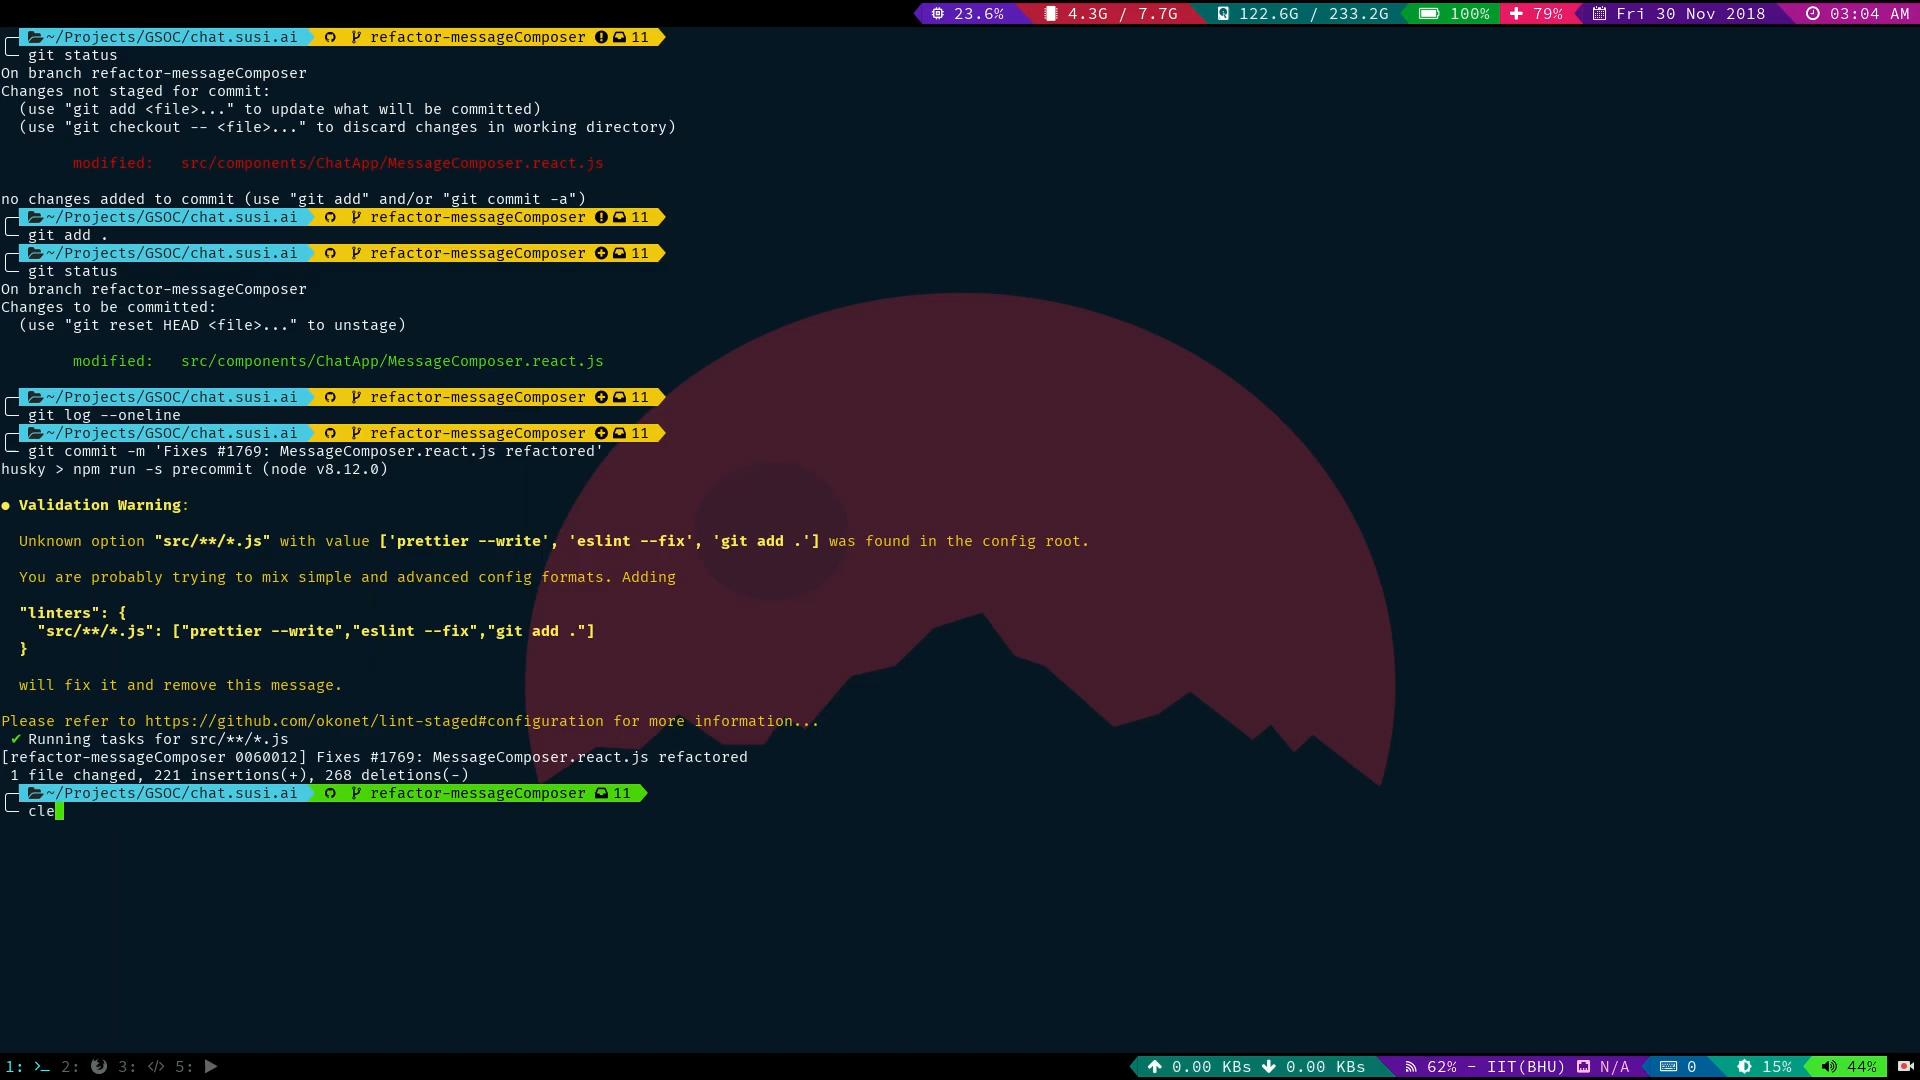 23.6% 4.3G / 7.7G 122.6G / 233.2G 100% 79% Fri 30 Nov 2018 03:04 AM
~/Projects/GSOC/chat.susi.ai refactor-messageComposer 11
git status
On branch refactor-messageComposer
Changes not staged for commit:
(use "git add <file>..." to update what will be committed)
(use "git checkout -- <file>..." to discard changes in working directory)
modified:   src/components/ChatApp/MessageComposer.react.js
no changes added to commit (use "git add" and/or "git commit -a")
~/Projects/GSOC/chat.susi.ai refactor-messageComposer 11
git add .
~/Projects/GSOC/chat.susi.ai refactor-messageComposer 11
git status
On branch refactor-messageComposer
Changes to be committed:
(use "git reset HEAD <file>..." to unstage)
modified:   src/components/ChatApp/MessageComposer.react.js
~/Projects/GSOC/chat.susi.ai refactor-messageComposer 11
git log --oneline
~/Projects/GSOC/chat.susi.ai refactor-messageComposer 11
git commit -m 'Fixes #1769: MessageComposer.react.js refactored'
husky > npm run -s precommit (node v8.12.0)
● Validation Warning:
Unknown option "src/**/*.js" with value ['prettier --write', 'eslint --fix', 'git add .'] was found in the config root.
You are probably trying to mix simple and advanced config formats. Adding
"linters": {
"src/**/*.js": ["prettier --write","eslint --fix","git add ."]
}
will fix it and remove this message.
Please refer to https://github.com/okonet/lint-staged#configuration for more information...
✔ Running tasks for src/**/*.js
[refactor-messageComposer 0060012] Fixes #1769: MessageComposer.react.js refactored
1 file changed, 221 insertions(+), 268 deletions(-)
~/Projects/GSOC/chat.susi.ai refactor-messageComposer 11
cle
1: >_ 2: 3: </> 5: 0.00 KBs 0.00 KBs 62% - IIT(BHU) N/A 0 15% 44%